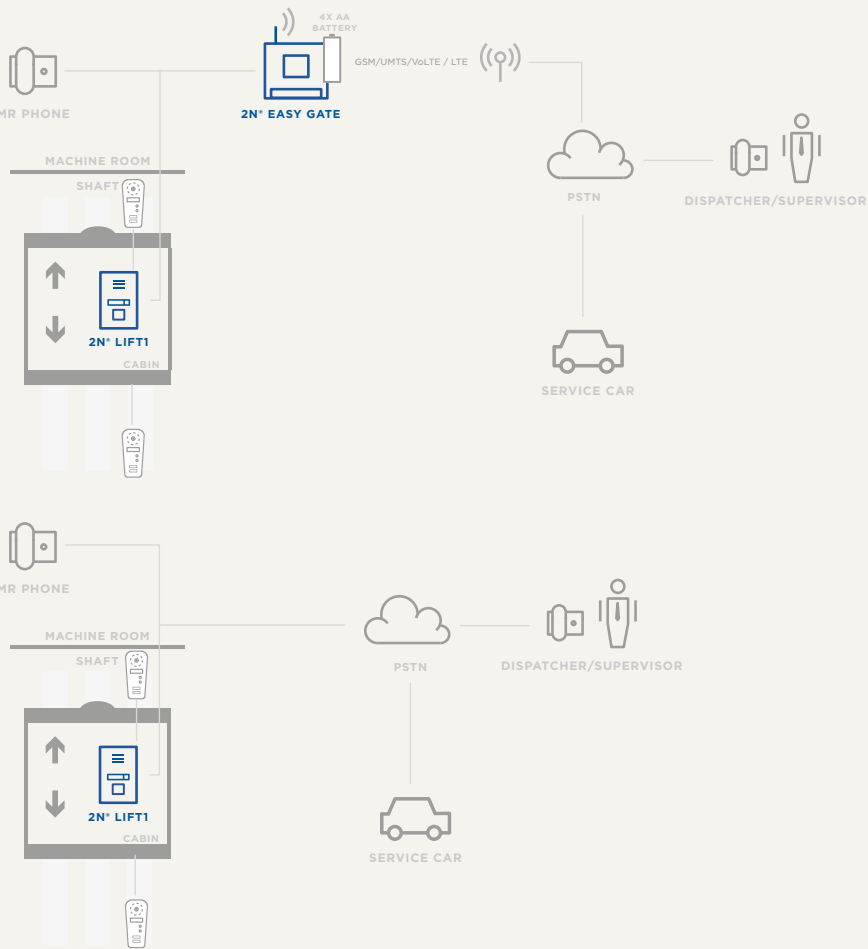 4X AA
BATTERY
GSM/UMTS/VoLTE / LTE
MR PHONE
2N® EASY GATE
MACHINE ROOM
SHAFT
PSTN
DISPATCHER/SUPERVISOR
2N® LIFT1
CABIN
SERVICE CAR
MR PHONE
MACHINE ROOM
SHAFT
PSTN
DISPATCHER/SUPERVISOR
2N® LIFT1
CABIN
SERVICE CAR